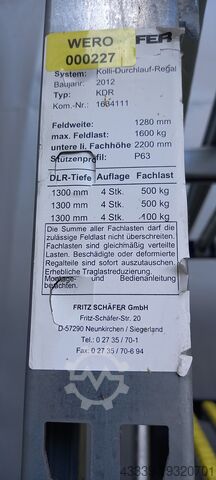 WERO
000227
FER
System: Kolli-Durchlauf-Regal
Baujahr: 2012
Typ: KDR
Kom.-Nr.: 1684111
Feldweite: 1280 mm
max. Feldlast: 1600 kg
untere li. Fachhöhe 2200 mm
Stützenprofil: P63
DLR-Tiefe Auflage Fachlast
1300 mm 4 Stk. 500 kg
1300 mm 4 Stk. 500 kg
1300 mm 4 Stk. 400 kg
Die Summe aller Fachlasten darf die
zulässige Feldlast nicht überschreiten.
Fachlasten sind gleichmäßig verteilte
Lasten. Beschädigte oder deformierte
Regalteile sind sofort auszutauschen.
Erhebliche Traglastreduzierung.
Montage- und Bedienanleitung
beachten.
FRITZ SCHÄFER GmbH
Fritz-Schäfer-Str. 20
D-57290 Neunkirchen / Siegerland
Tel.: 0 27 35 / 70-1
Fax: 0 27 35 / 70-6 94